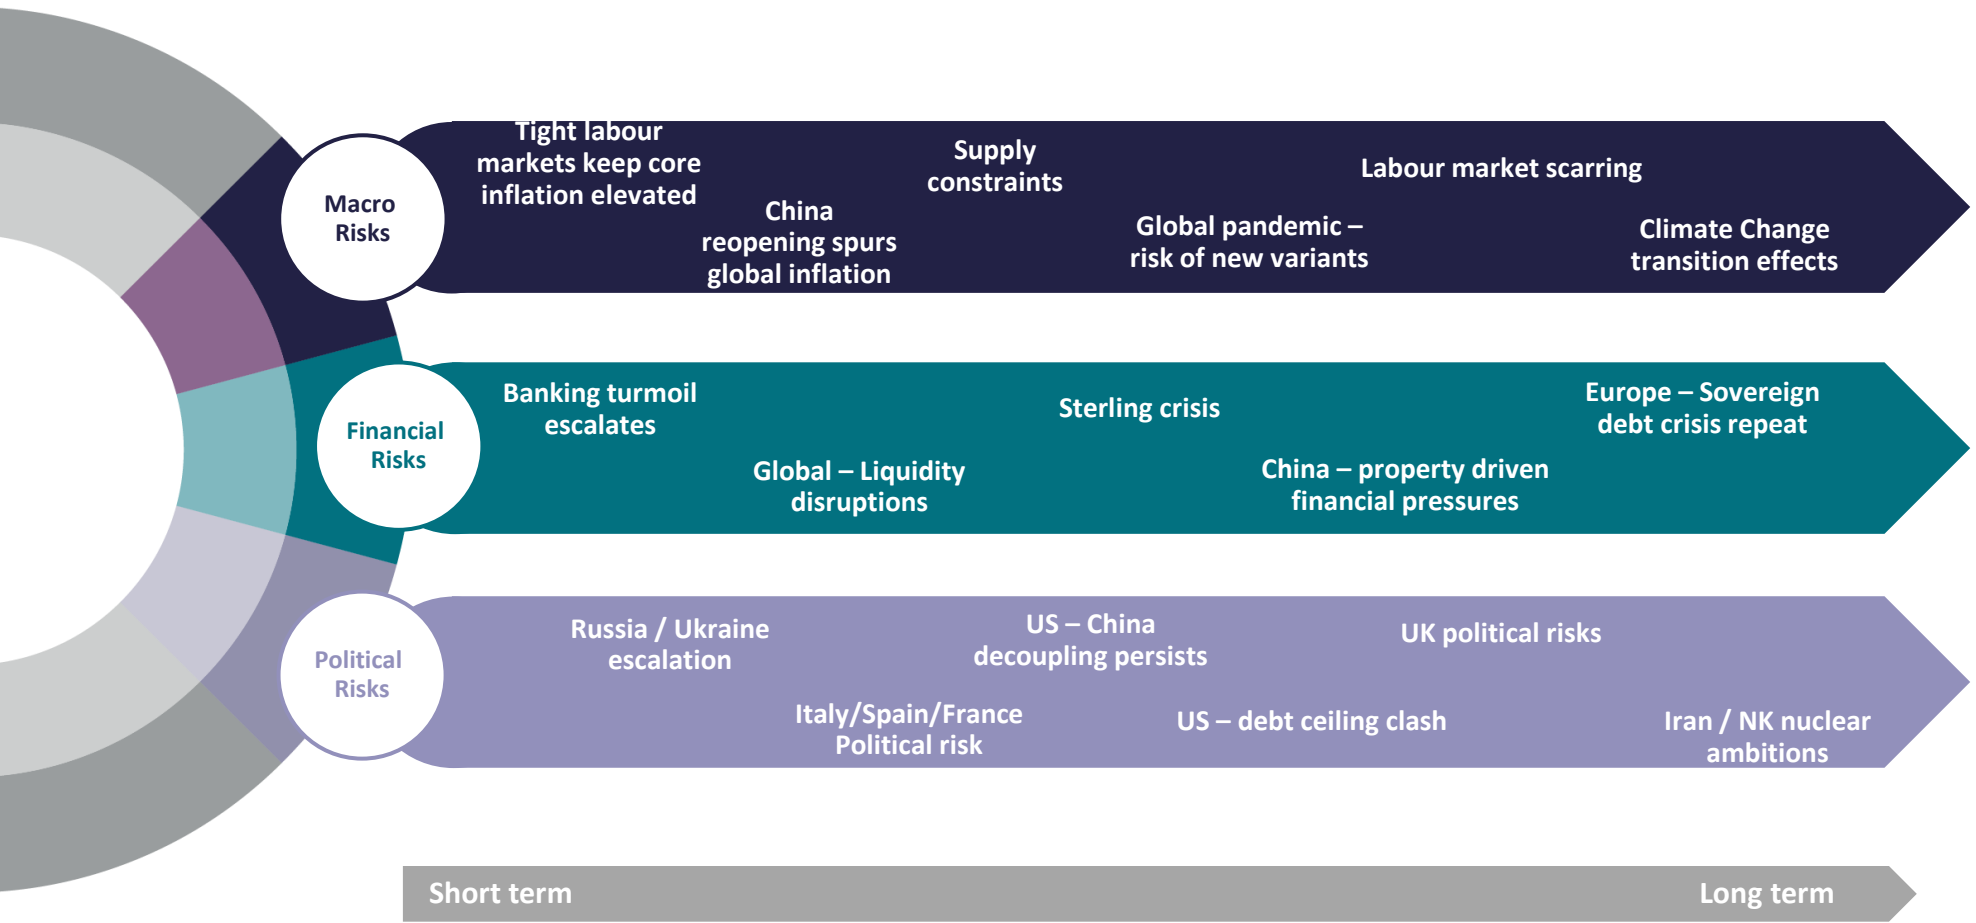 Macro
Risks
Tight labour
markets keep core
inflation elevated
China
reopening spurs
global inflation
Supply
constraints
Global pandemic –
risk of new variants
Labour market scarring
Climate Change
transition effects
Financial
Risks
Banking turmoil
escalates
Global – Liquidity
disruptions
Sterling crisis
China – property driven
financial pressures
Europe – Sovereign
debt crisis repeat
Political
Risks
Russia / Ukraine
escalation
Italy/Spain/France
Political risk
US – China
decoupling persists
US – debt ceiling clash
UK political risks
Iran / NK nuclear
ambitions
Short term
Long term